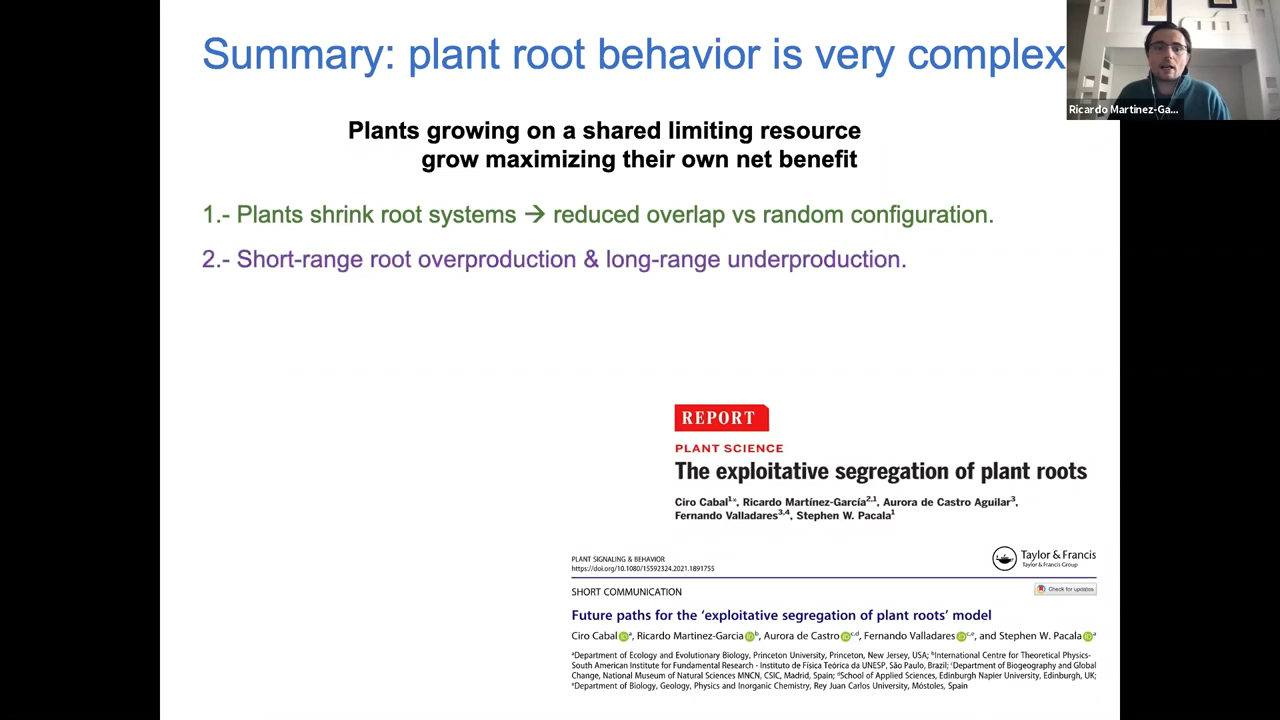 Summary: plant root behavior is very complex
Ricardo Martinez-Ga...
Plants growing on a shared limiting resource
grow maximizing their own net benefit
1.- Plants shrink root systems → reduced overlap vs random configuration.
2.- Short-range root overproduction & long-range underproduction.
REPORT
PLANT SCIENCE
The exploitative segregation of plant roots
Ciro Cabal¹*, Ricardo Martínez-García²,¹, Aurora de Castro Aguilar³,
Fernando Valladares³,⁴, Stephen W. Pacala¹
PLANT SIGNALING & BEHAVIOR
https://doi.org/10.1080/15592324.2021.1891755
Taylor & Francis
Taylor & Francis Group
SHORT COMMUNICATION
Check for updates
Future paths for the ‘exploitative segregation of plant roots’ model
Ciro Cabal iD a, Ricardo Martinez-Garcia iD b, Aurora de Castro iD c,d, Fernando Valladares iD c,e, and Stephen W. Pacala iD a
aDepartment of Ecology and Evolutionary Biology, Princeton University, Princeton, New Jersey, USA; bInternational Centre for Theoretical Physics-
South American Institute for Fundamental Research - Instituto de Física Teórica da UNESP, São Paulo, Brazil; cDepartment of Biogeography and Global
Change, National Museum of Natural Sciences MNCN, CSIC, Madrid, Spain; dSchool of Applied Sciences, Edinburgh Napier University, Edinburgh, UK;
eDepartment of Biology, Geology, Physics and Inorganic Chemistry, Rey Juan Carlos University, Móstoles, Spain